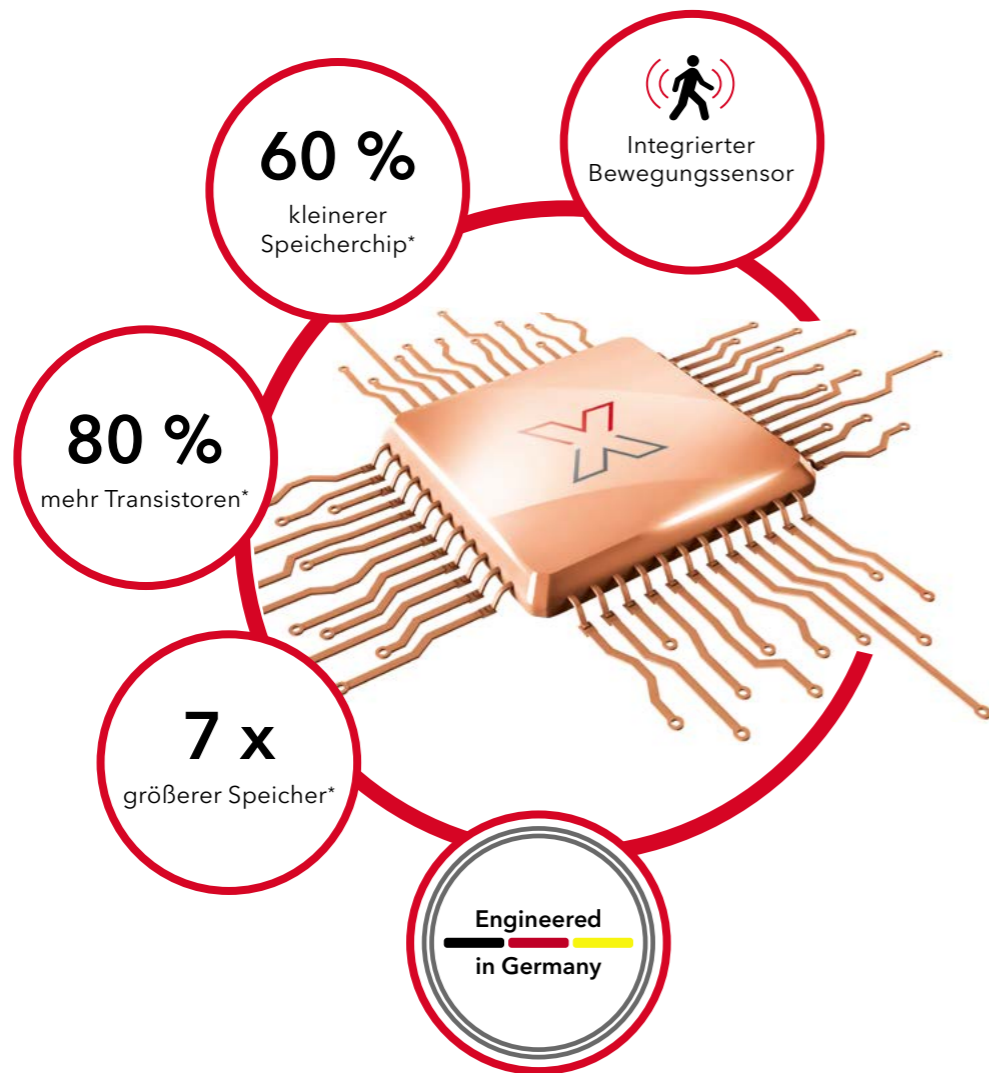 60 %
kleinerer
Speicherchip*
Integrierter
Bewegungssensor
80 %
mehr Transistoren*
X
7 x
größerer Speicher*
Engineered
in Germany